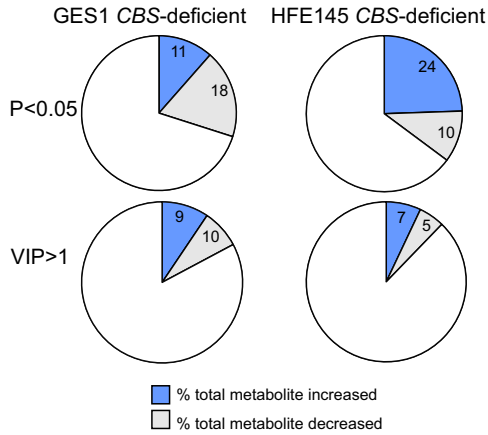 GES1 CBS-deficient HFE145 CBS-deficient
P<0.05
11
18
24
10
VIP>1
9
10
7
5
% total metabolite increased
% total metabolite decreased